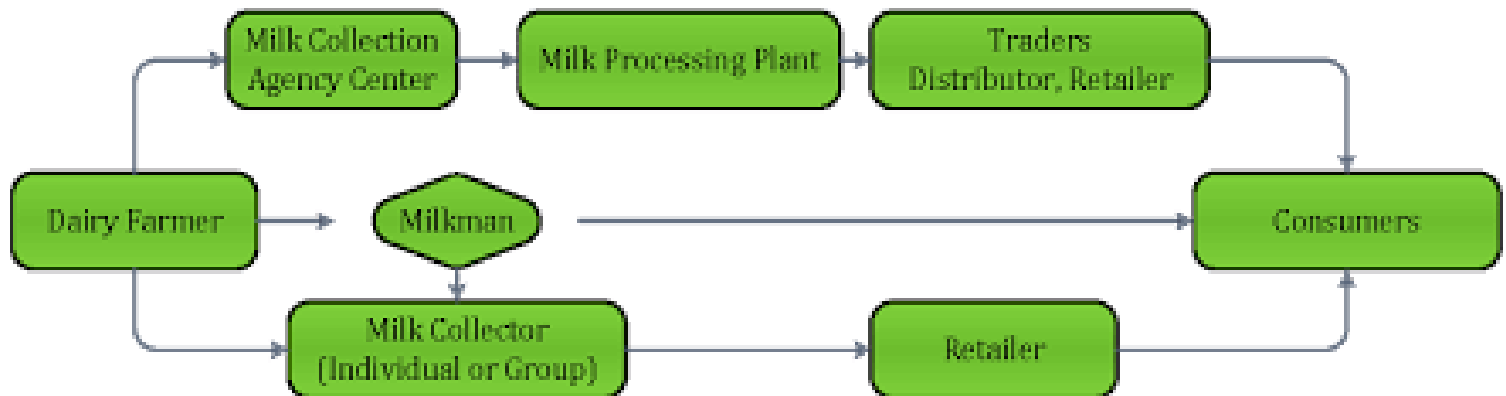 Milk Collection
Agency Center
Milk Processing Plant
Traders
Distributor, Retailer
Dairy Farmer
Milkman
Consumers
Milk Collector
(Individual or Group)
Retailer